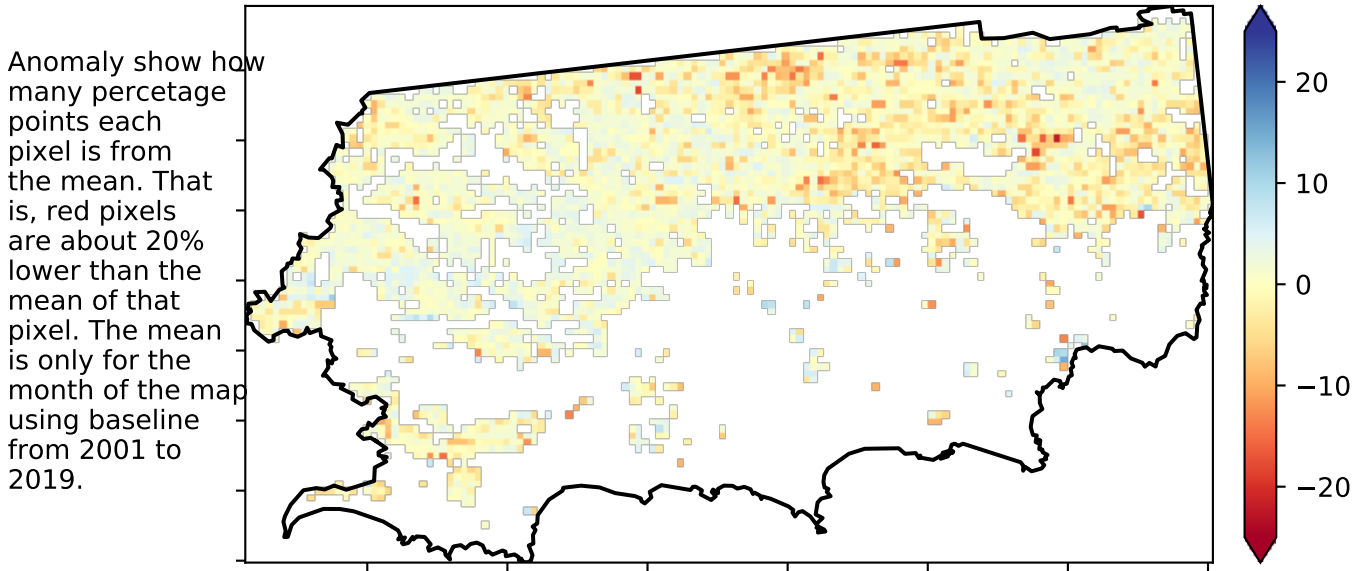 Anomaly show how
many percetage
points each
pixel is from
the mean. That
is, red pixels
are about 20%
lower than the
mean of that
pixel. The mean
is only for the
month of the map
using baseline
from 2001 to
2019.
20
10
0
−10
−20